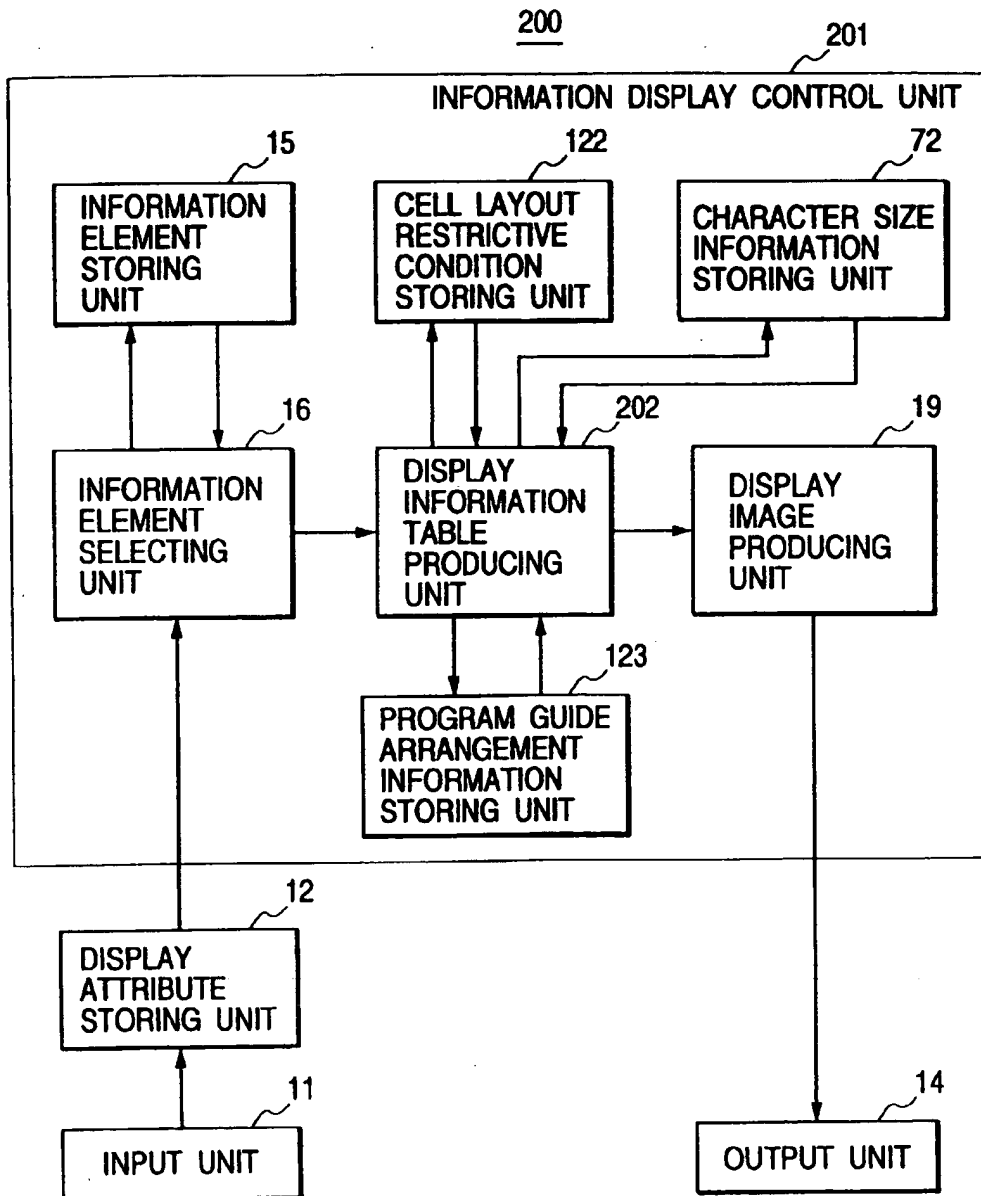 200
201
INFORMATION DISPLAY CONTROL UNIT
15
INFORMATION
ELEMENT
STORING
UNIT
122
CELL LAYOUT
RESTRICTIVE
CONDITION
STORING UNIT
72
CHARACTER SIZE
INFORMATION
STORING UNIT
16
INFORMATION
ELEMENT
SELECTING
UNIT
202
DISPLAY
INFORMATION
TABLE
PRODUCING
UNIT
19
DISPLAY
IMAGE
PRODUCING
UNIT
123
PROGRAM GUIDE
ARRANGEMENT
INFORMATION
STORING UNIT
12
DISPLAY
ATTRIBUTE
STORING UNIT
11
INPUT UNIT
14
OUTPUT UNIT